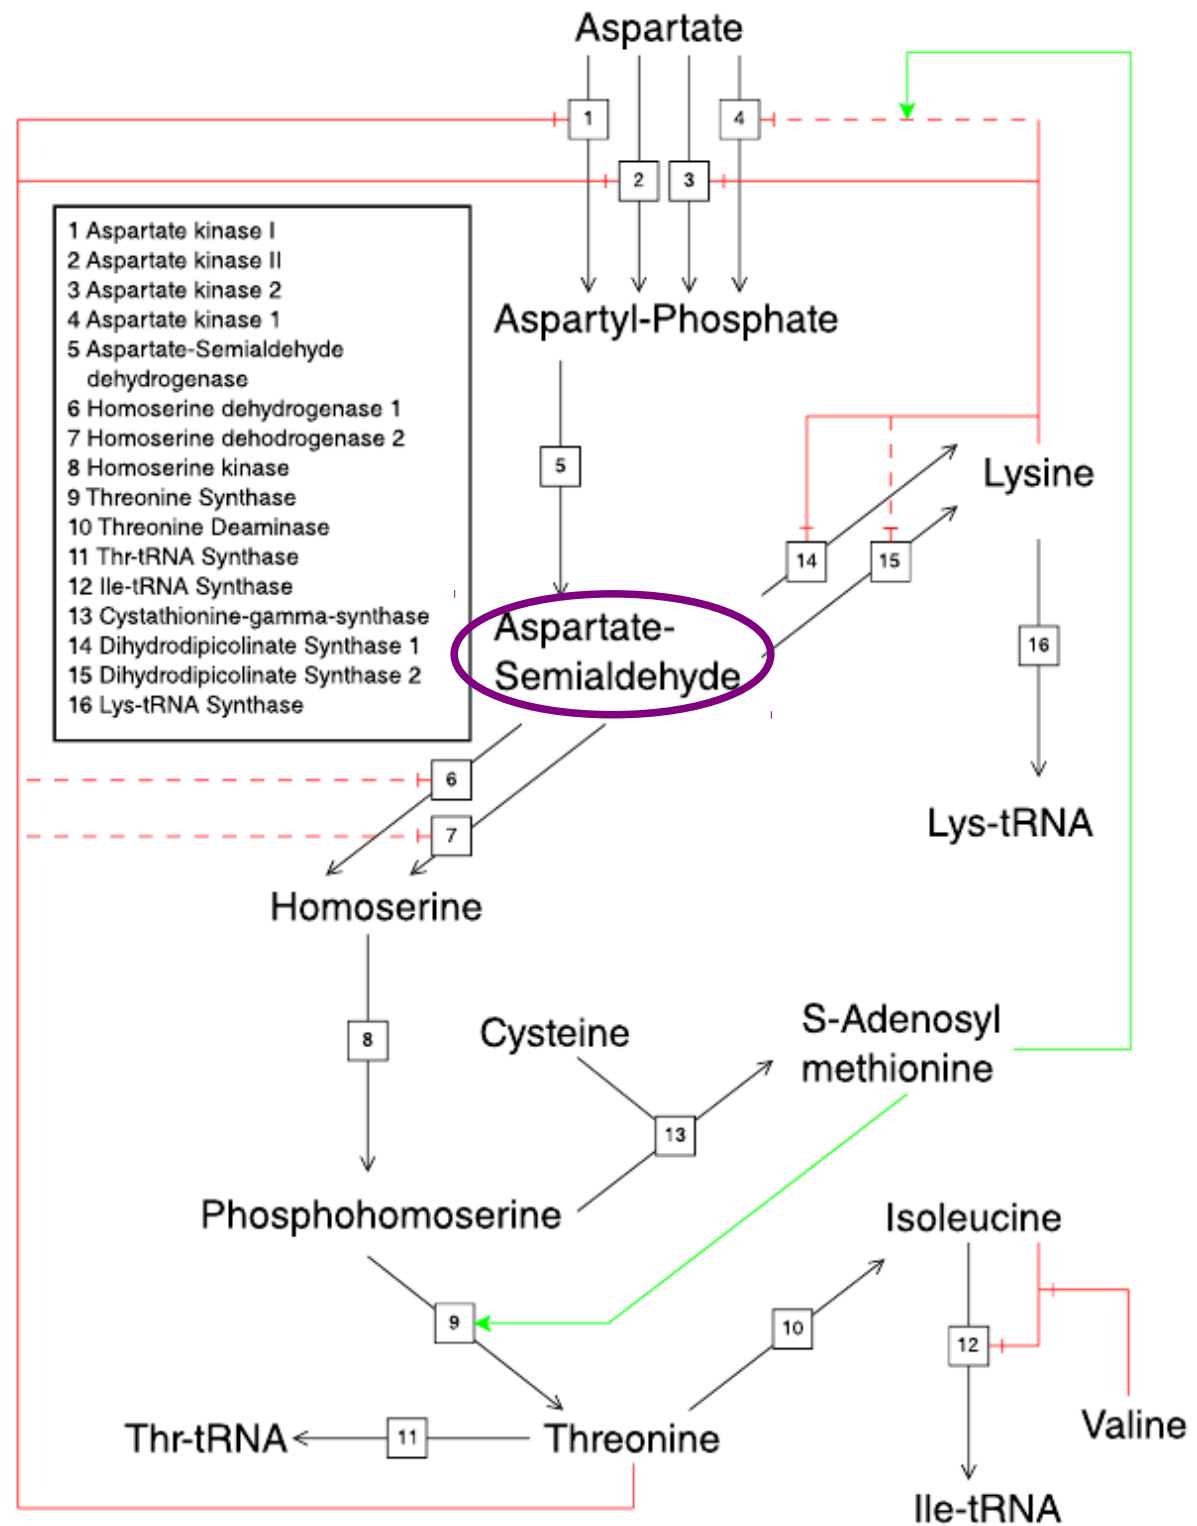 Aspartate
1
4
2
3
1 Aspartate kinase I
2 Aspartate kinase II
3 Aspartate kinase 2
4 Aspartate kinase 1
5 Aspartate-Semialdehyde
dehydrogenase
6 Homoserine dehydrogenase 1
7 Homoserine dehodrogenase 2
8 Homoserine kinase
9 Threonine Synthase
10 Threonine Deaminase
11 Thr-tRNA Synthase
12 Ile-tRNA Synthase
13 Cystathionine-gamma-synthase
14 Dihydrodipicolinate Synthase 1
15 Dihydrodipicolinate Synthase 2
16 Lys-tRNA Synthase
Aspartyl-Phosphate
5
Lysine
14
15
Aspartate-
Semialdehyde
16
6
7
Lys-tRNA
Homoserine
8
Cysteine
S-Adenosyl
methionine
13
Phosphohomoserine
Isoleucine
9
10
12
Thr-tRNA
11
Threonine
Valine
Ile-tRNA